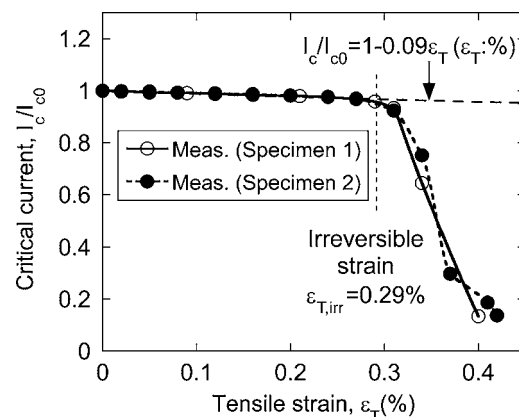 1.2
1
0.8
0.6
0.4
0.2
0
Critical current, I_c/I_c0
I_c/I_c0=1-0.09ε_T (ε_T:%)
Meas. (Specimen 1)
Meas. (Specimen 2)
Irreversible
strain
ε_T,irr=0.29%
0 0.1 0.2 0.3 0.4
Tensile strain, ε_T(%)